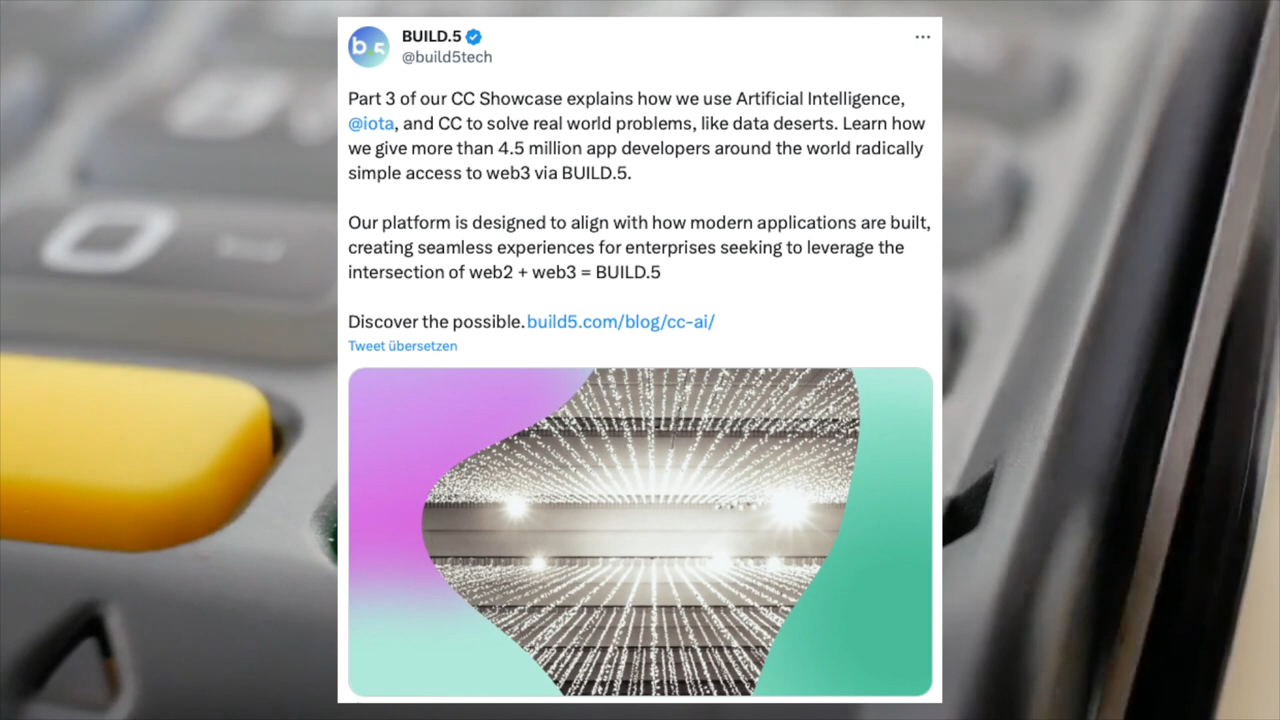 b.5
BUILD.5
@build5tech
Part 3 of our CC Showcase explains how we use Artificial Intelligence,
@iota, and CC to solve real world problems, like data deserts. Learn how
we give more than 4.5 million app developers around the world radically
simple access to web3 via BUILD.5.
Our platform is designed to align with how modern applications are built,
creating seamless experiences for enterprises seeking to leverage the
intersection of web2 + web3 = BUILD.5
Discover the possible. build5.com/blog/cc-ai/
Tweet übersetzen